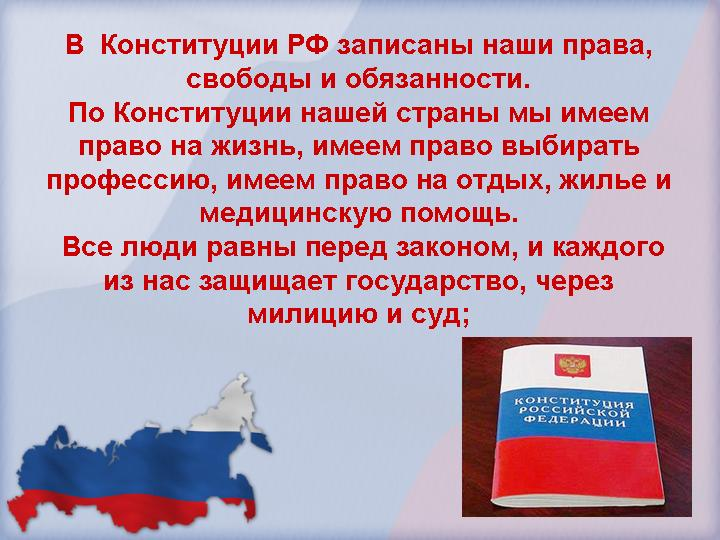 В  Конституции РФ записаны наши права,
свободы и обязанности.
По Конституции нашей страны мы имеем
право на жизнь, имеем право выбирать
профессию, имеем право на отдых, жилье и
медицинскую помощь.
Все люди равны перед законом, и каждого
из нас защищает государство, через
милицию и суд;
КОНСТИТУЦИЯ
РОССИЙСКОЙ
ФЕДЕРАЦИИ